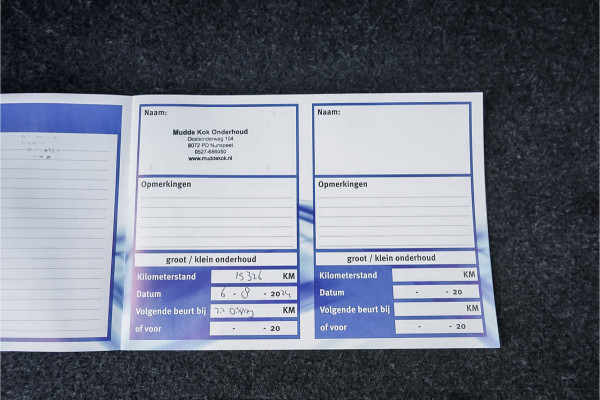 Naam:
Mudde Kok Onderhoud
Oosteinderweg 104
8072 PD Nunspeet
0527-686060
www.muddekok.nl
Opmerkingen
groot / klein onderhoud
Kilometerstand 15326 KM
Datum 6 - 8 - 2024
Volgende beurt bij KM
of voor - - 20
Naam:
Opmerkingen
groot / klein onderhoud
Kilometerstand KM
Datum - - 20
Volgende beurt bij KM
of voor - - 20